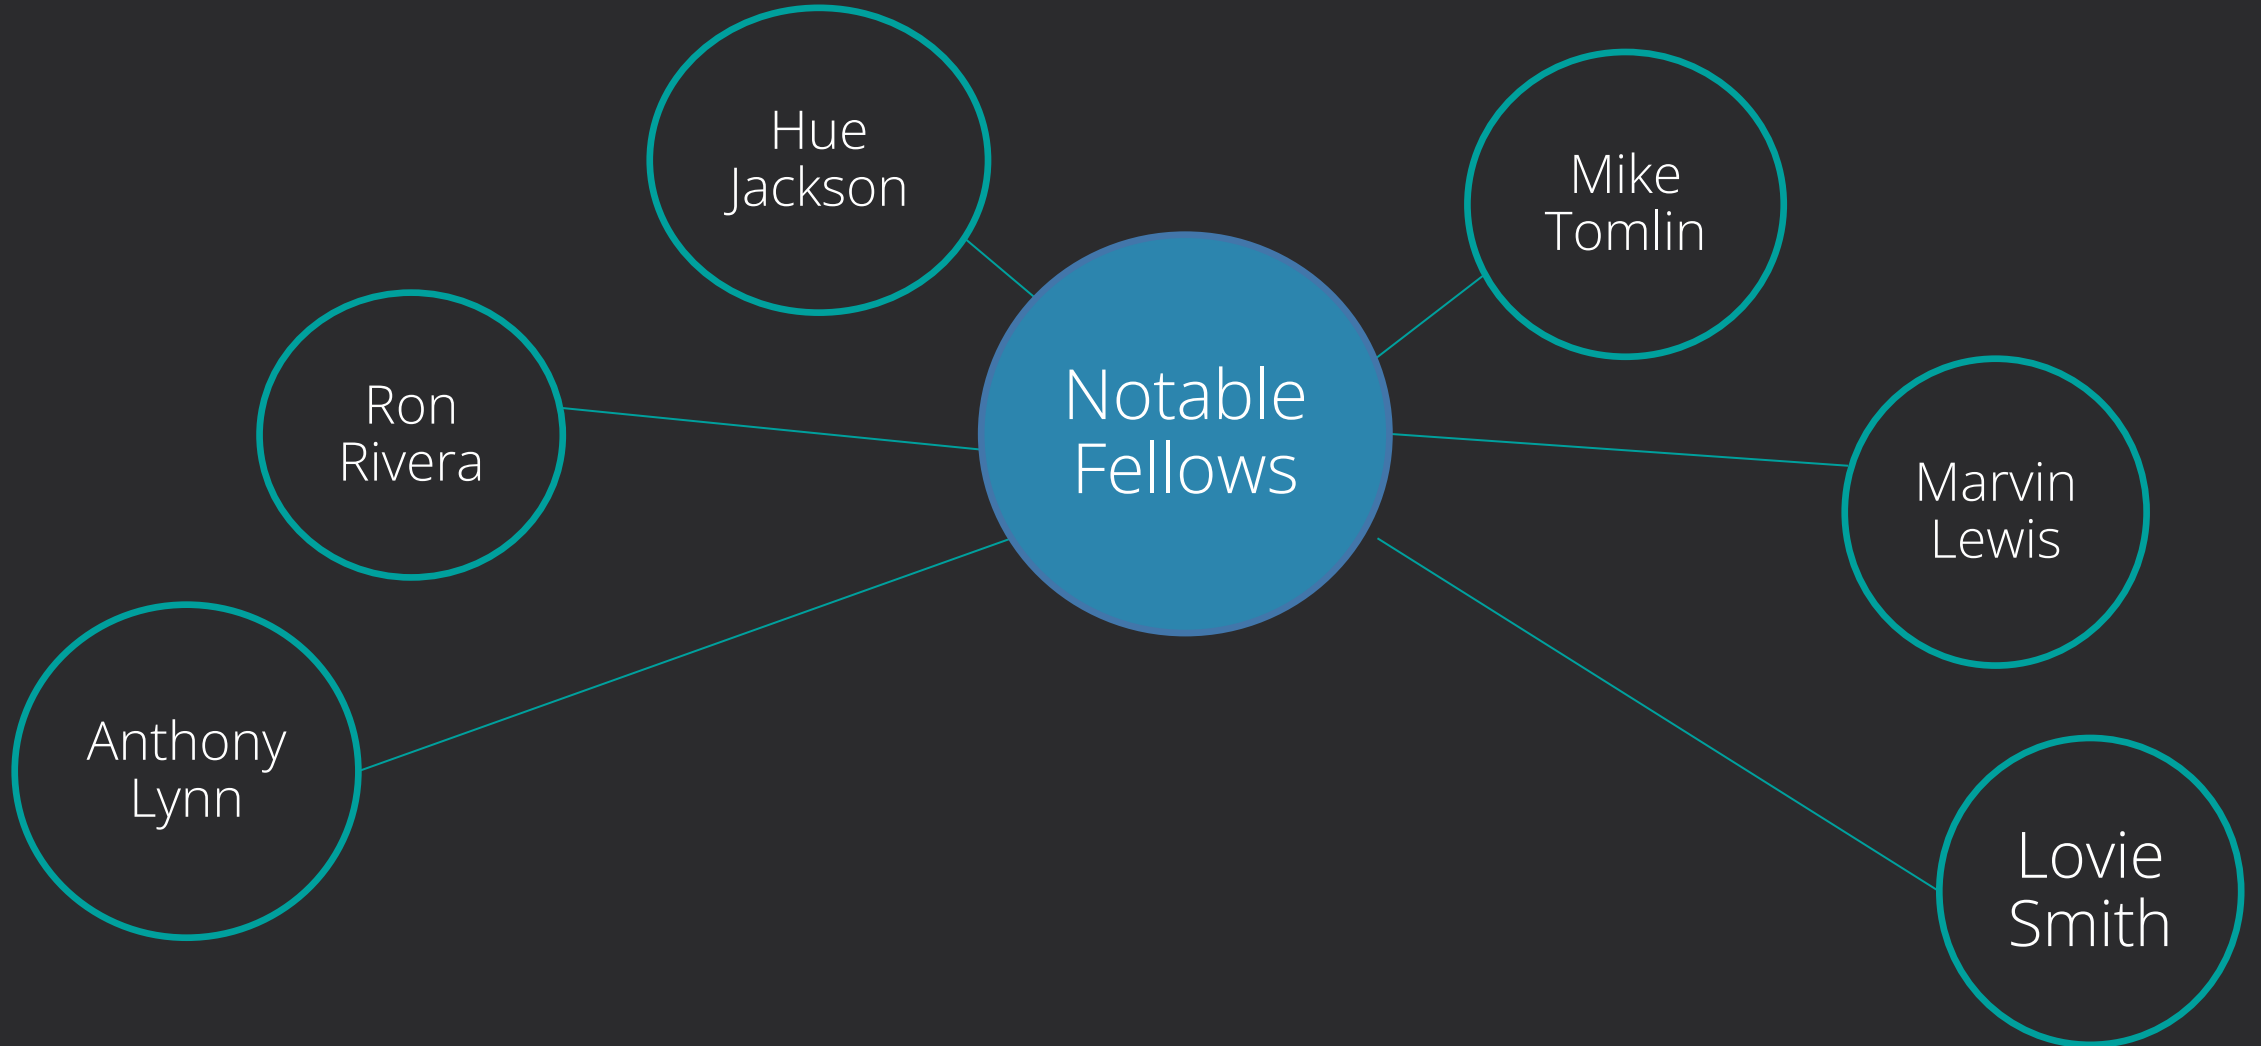 Hue
Jackson
Mike
Tomlin
Notable
Fellows
Ron
Rivera
Marvin
Lewis
Anthony
Lynn
Lovie
Smith